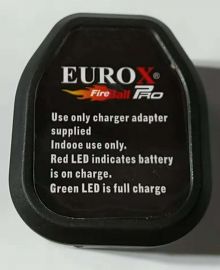 EUROX®
FireBall PRO
Use only charger adapter
supplied
Indooe use only.
Red LED indicates battery
is on charge.
Green LED is full charge